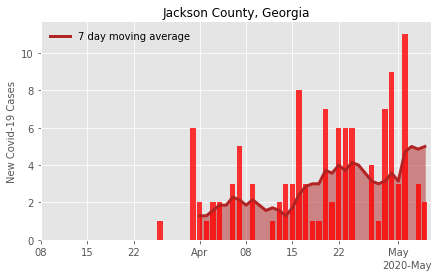 Jackson County, Georgia
7 day moving average
New Covid-19 Cases
10
8
6
4
2
0
08 15 22 Apr 08 15 22 May
2020-May